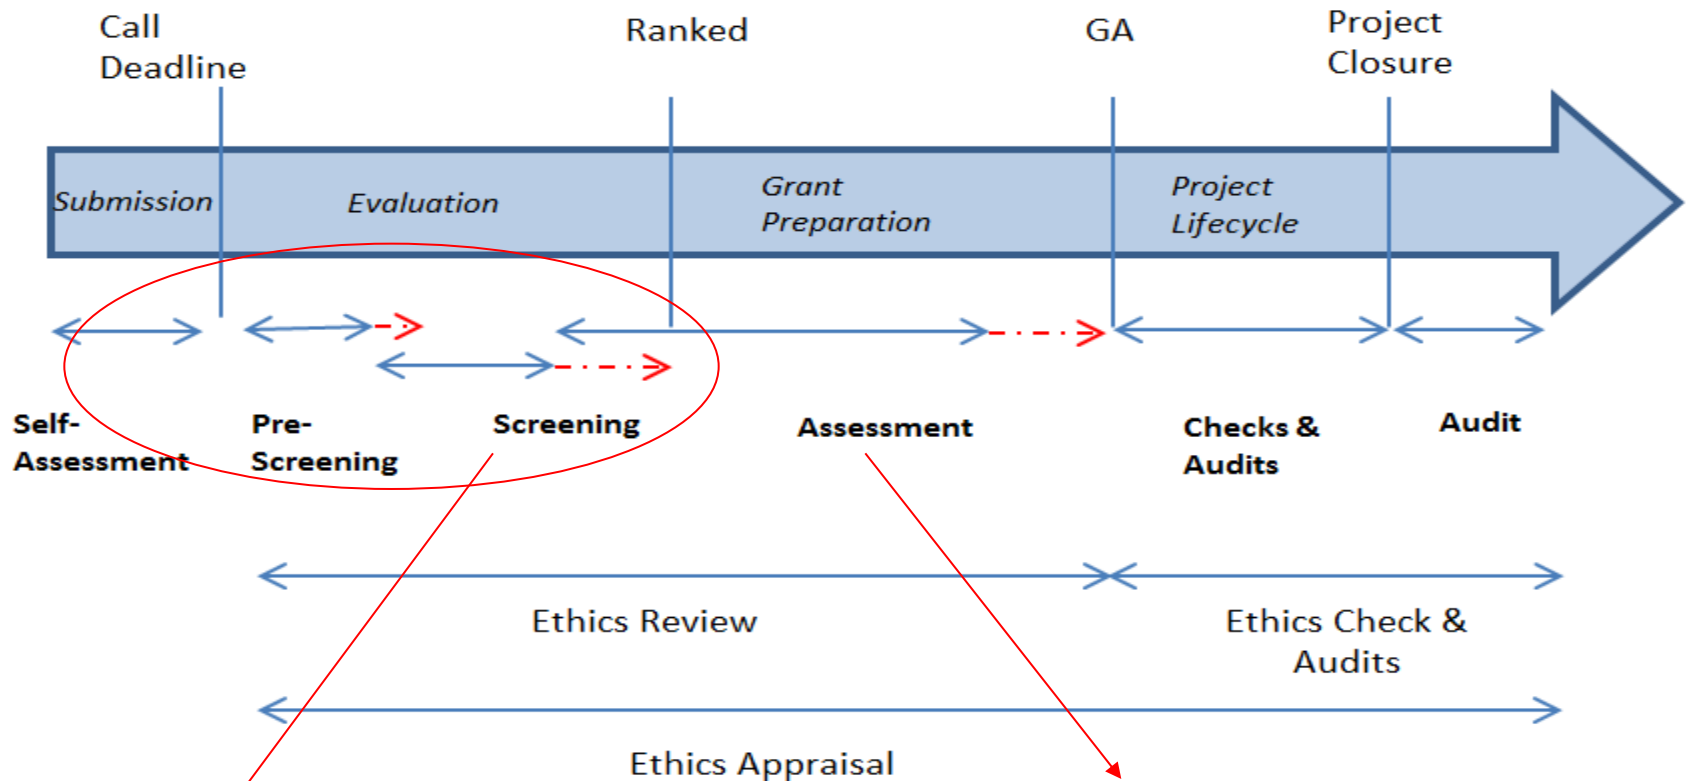 Call
Deadline
Ranked
GA
Project
Closure
Submission
Evaluation
Grant
Preparation
Project
Lifecycle
Self-
Assessment
Pre-
Screening
Screening
Assessment
Checks &
Audits
Audit
Ethics Review
Ethics Check &
Audits
Ethics Appraisal